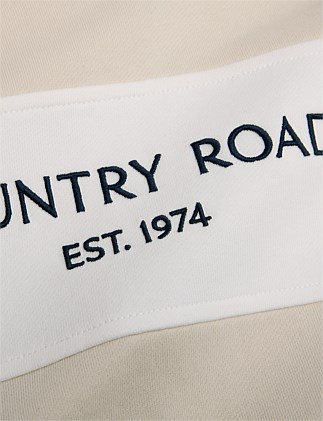 UNTRY ROAD
EST. 1974